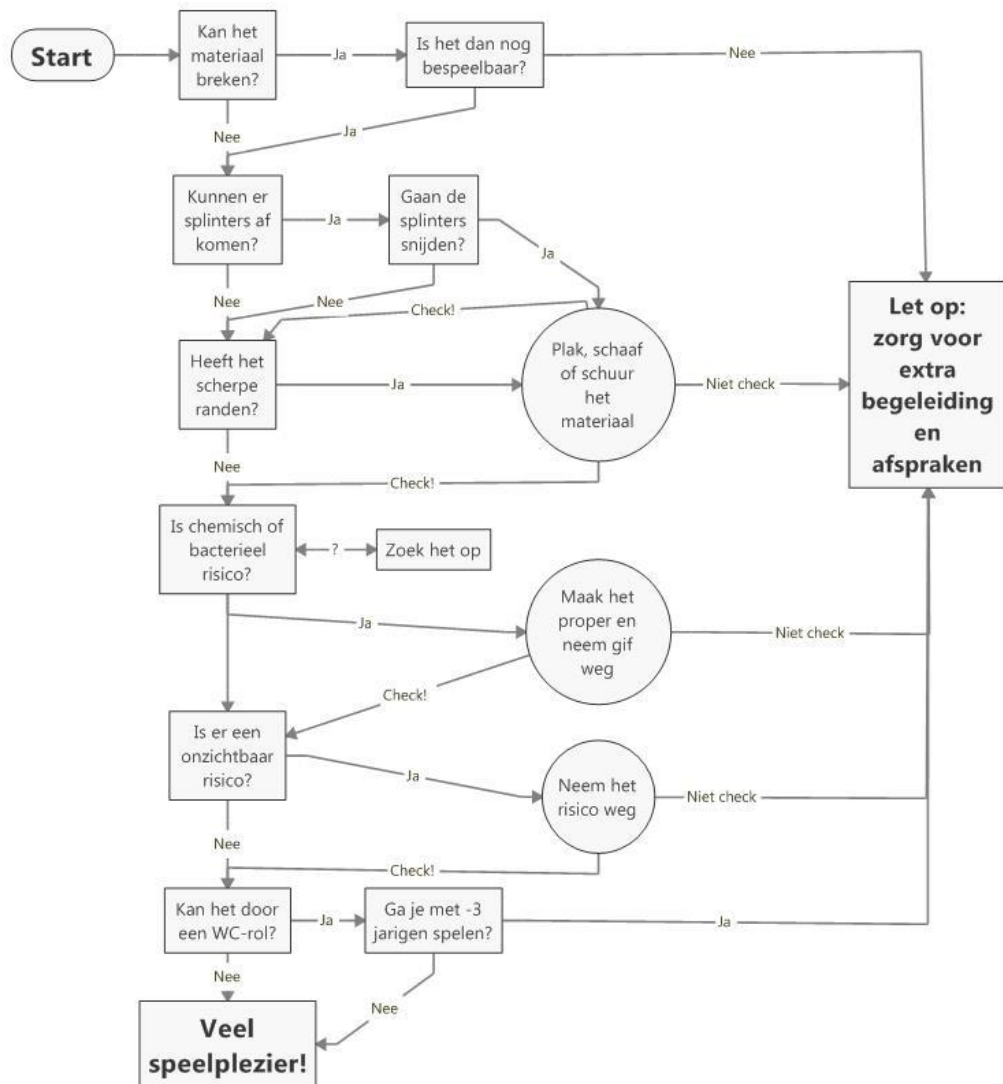 Start
Kan het
materiaal
breken?
Ja
Is het dan nog
bespeelbaar?
Nee
Nee
Ja
Kunnen er
splinters af
komen?
Ja
Gaan de
splinters
snijden?
Ja
Nee
Nee
Check!
Let op:
zorg voor
extra
begeleiding
en
afspraken
Heeft het
scherpe
randen?
Ja
Plak, schaaf
of schuur
het
materiaal
Niet check
Nee
Check!
Is chemisch of
bacterieel
risico?
?
Zoek het op
Ja
Maak het
proper en
neem gif
weg
Niet check
Check!
Is er een
onzichtbaar
risico?
Ja
Neem het
risico weg
Niet check
Nee
Check!
Kan het door
een WC-rol?
Ja
Ga je met -3
jarigen spelen?
Ja
Nee
Nee
Veel
speelplezier!